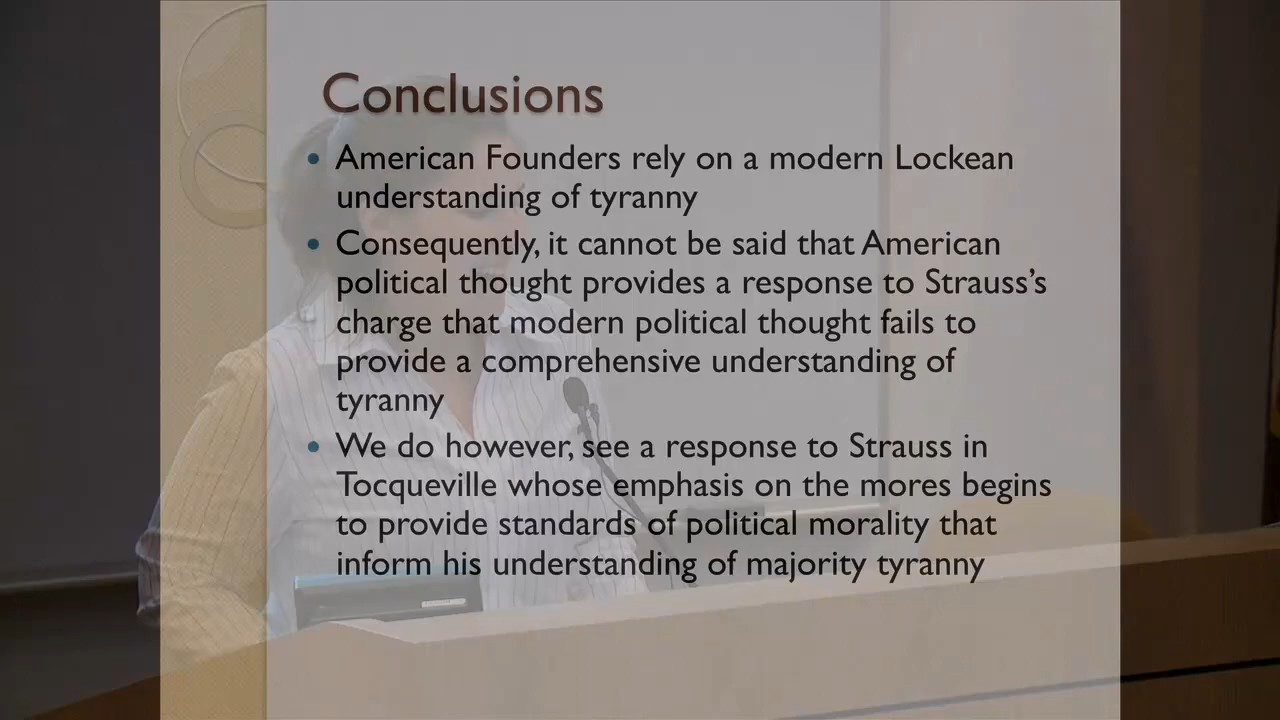 Conclusions
• American Founders rely on a modern Lockean
understanding of tyranny
• Consequently, it cannot be said that American
political thought provides a response to Strauss's
charge that modern political thought fails to
provide a comprehensive understanding of
tyranny
• We do however, see a response to Strauss in
Tocqueville whose emphasis on the mores begins
to provide standards of political morality that
inform his understanding of majority tyranny